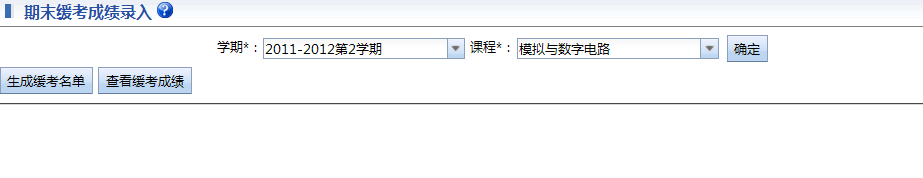 期末缓考成绩录入 ?
学期*：2011-2012第2学期 课程*：模拟与数字电路 确定
生成缓考名单 查看缓考成绩